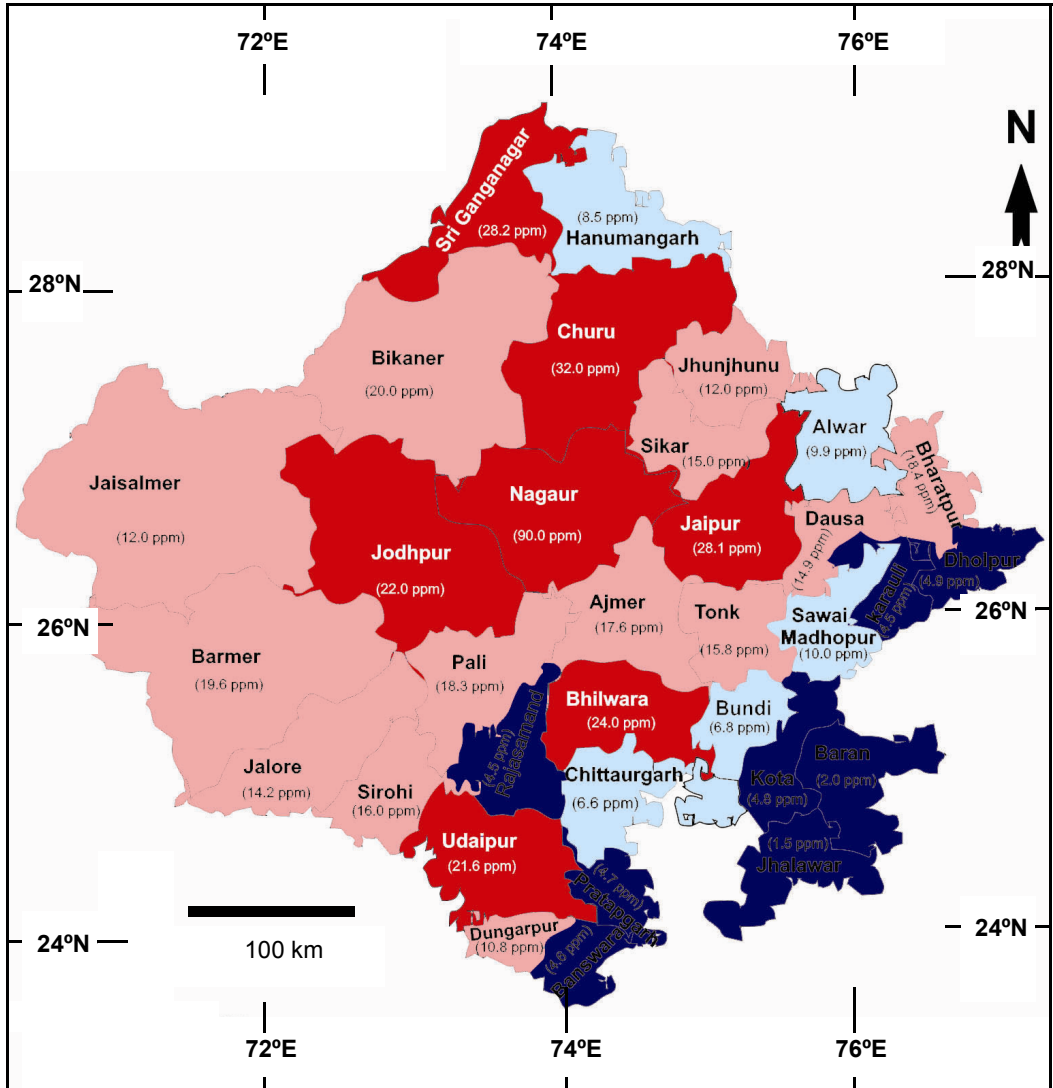 72ºE
74ºE
76ºE
N
Sri Ganganagar
(28.2 ppm)
(8.5 ppm)
Hanumangarh
28ºN
28ºN
Churu
(32.0 ppm)
Bikaner
(20.0 ppm)
Jhunjhunu
(12.0 ppm)
Alwar
(9.9 ppm)
Sikar
(15.0 ppm)
Bharatpur
(18.4 ppm)
Jaisalmer
(12.0 ppm)
Nagaur
(90.0 ppm)
Jaipur
(28.1 ppm)
Dausa
(14.9 ppm)
Jodhpur
(22.0 ppm)
Dholpur
(4.9 ppm)
karauli
(4.5 ppm)
Ajmer
(17.6 ppm)
Tonk
(15.8 ppm)
Sawai
Madhopur
(10.0 ppm)
26ºN
26ºN
Barmer
(19.6 ppm)
Pali
(18.3 ppm)
Bhilwara
(24.0 ppm)
Bundi
(6.8 ppm)
Rajasamand
(4.5 ppm)
Chittaurgarh
(6.6 ppm)
Baran
(2.0 ppm)
Kota
(4.8 ppm)
Jalore
(14.2 ppm)
Sirohi
(16.0 ppm)
Udaipur
(21.6 ppm)
(1.5 ppm)
Jhalawar
(4.7 ppm)
Pratapgarh
Dungarpur
(10.8 ppm)
(4.8 ppm)
Banswara
24ºN
24ºN
100 km
72ºE
74ºE
76ºE